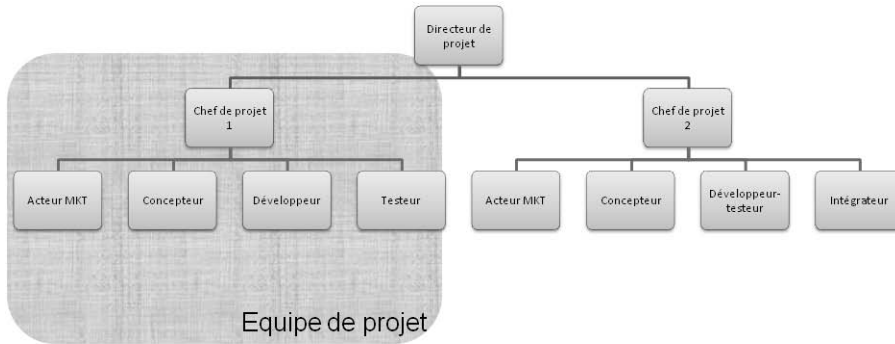 Directeur de
projet
Chef de projet
1
Chef de projet
2
Acteur MKT
Concepteur
Développeur
Testeur
Acteur MKT
Concepteur
Développeur-
testeur
Intégrateur
Equipe de projet